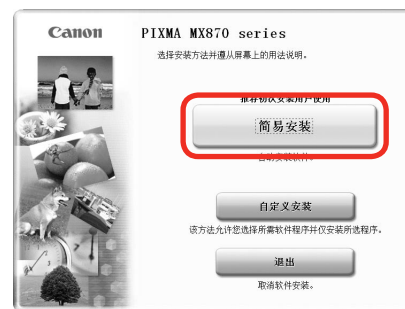 Canon
PIXMA MX870 series
选择安装方法并遵从屏幕上的用法说明。
推荐初次安装用户使用
简易安装
自动安装软件。
自定义安装
该方法允许您选择所需软件程序并仅安装所选程序。
退出
取消软件安装。